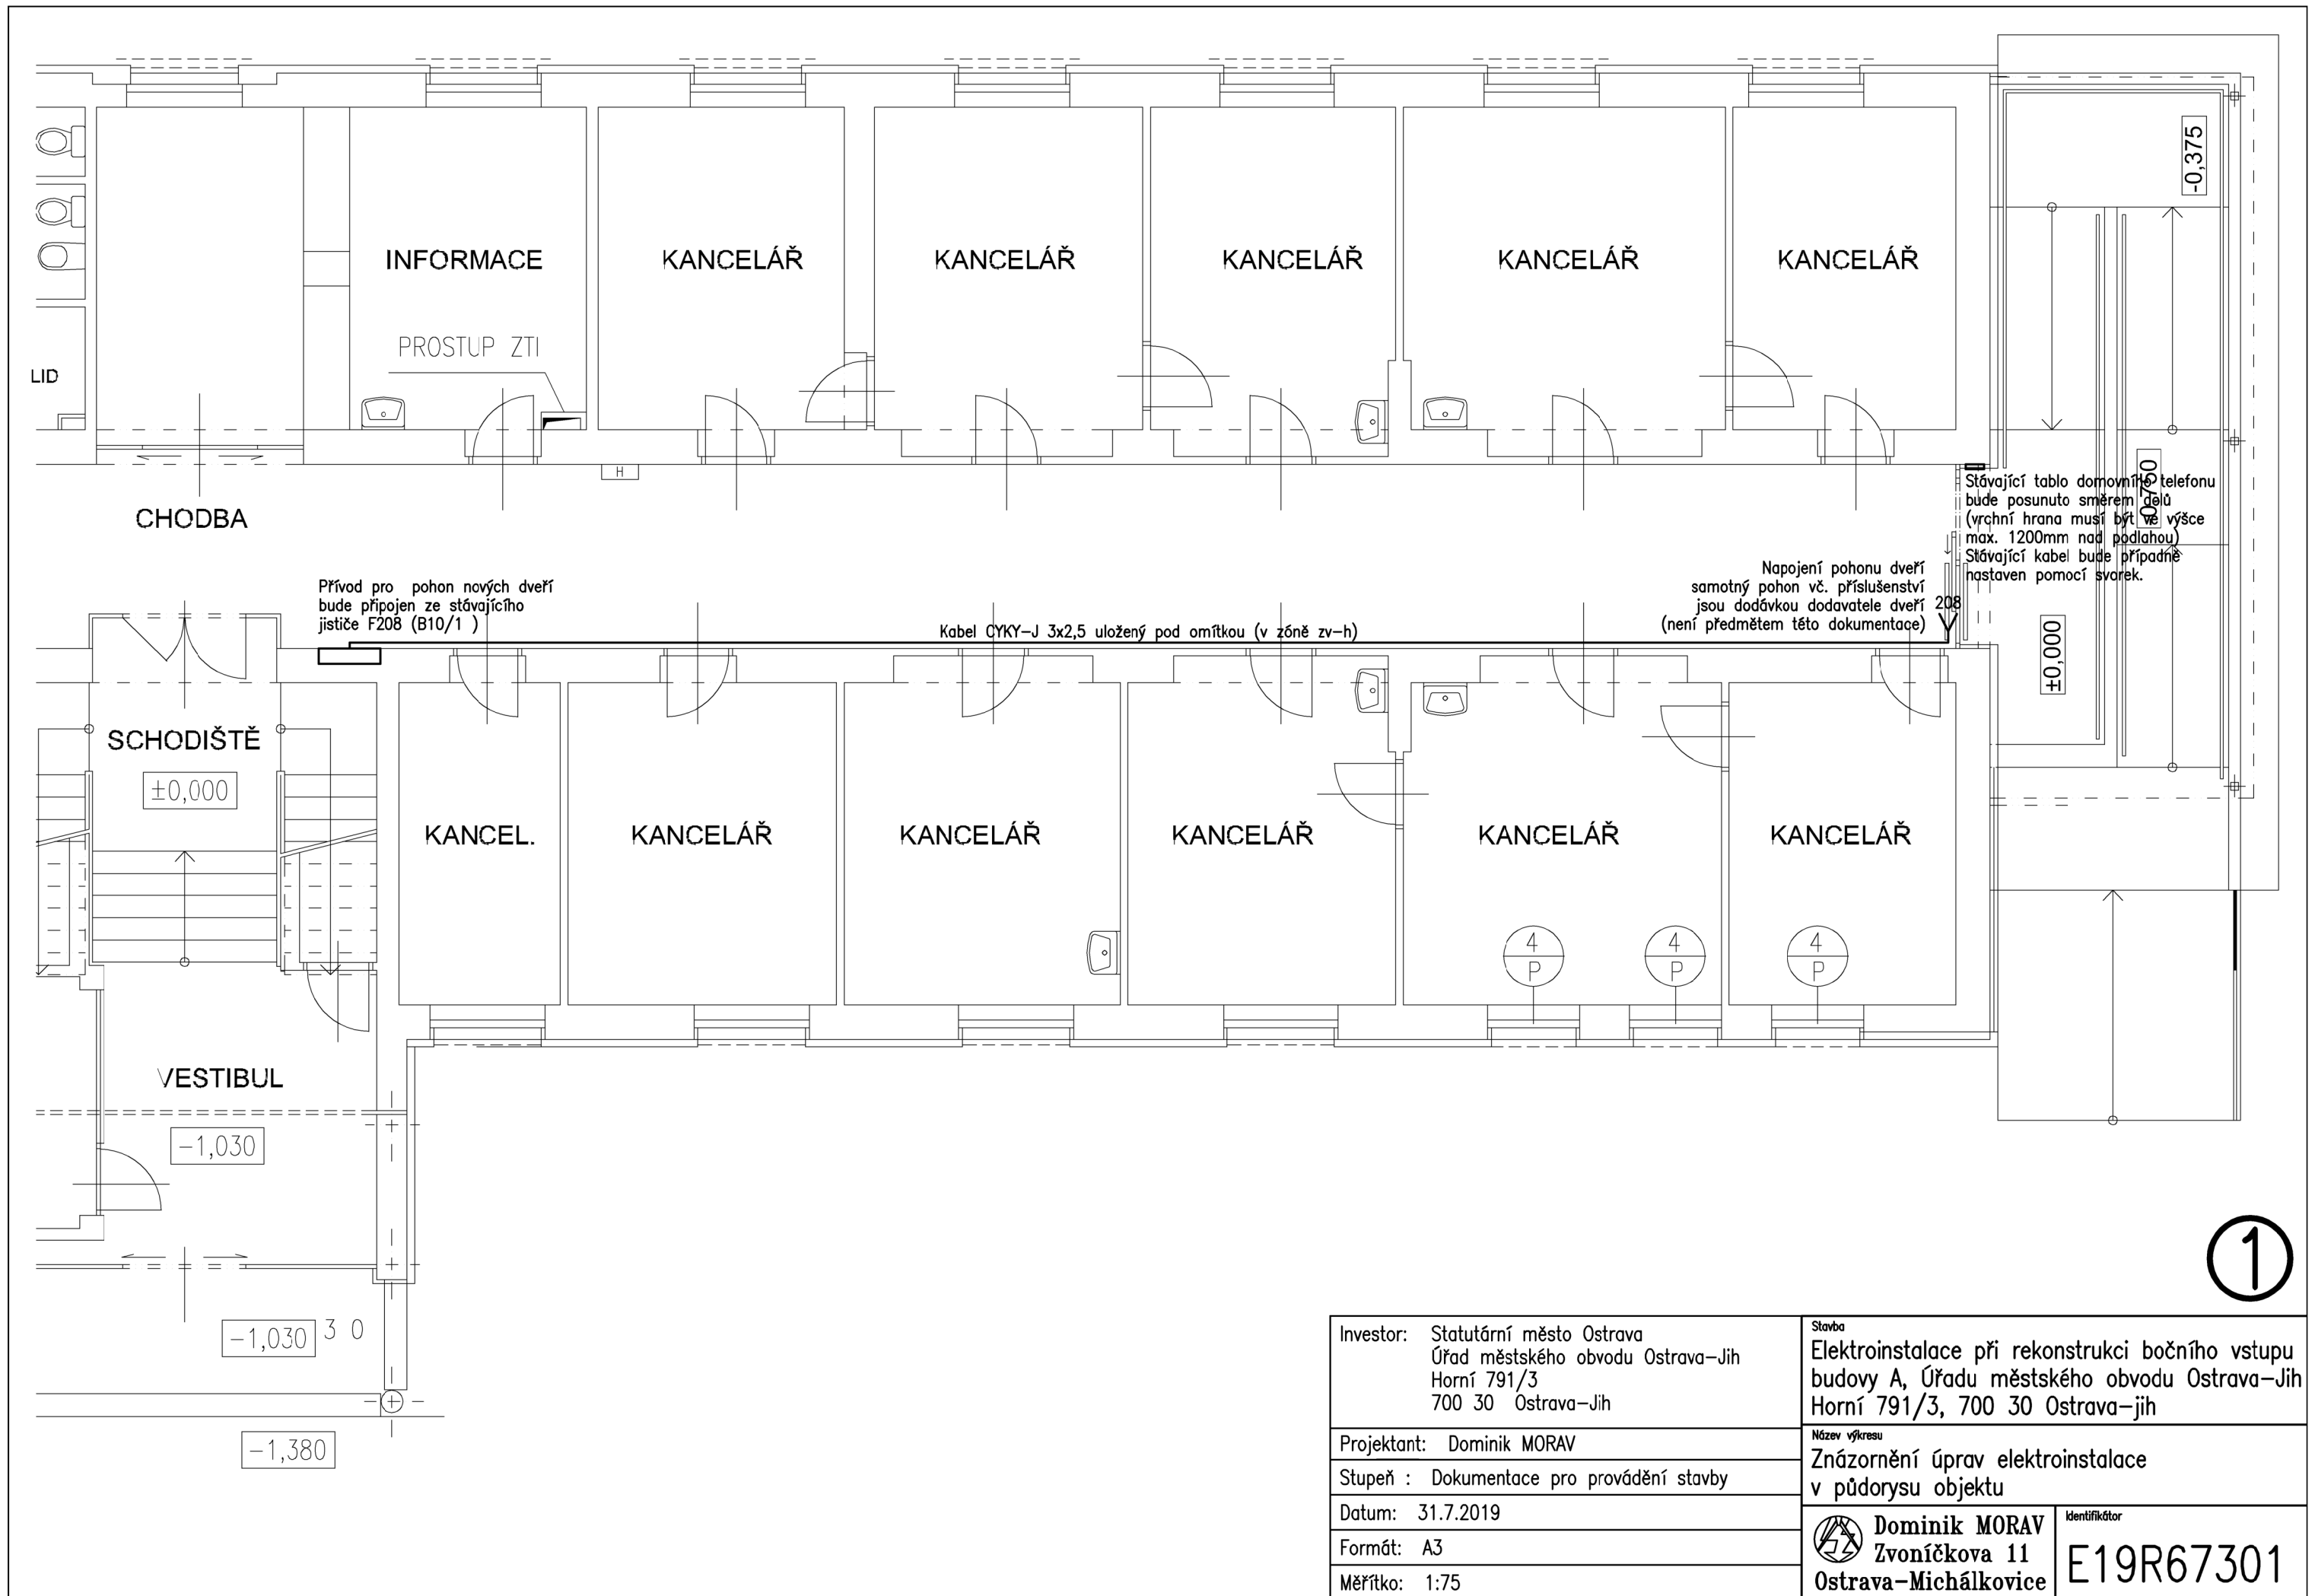 -0,375
INFORMACE
KANCELÁŘ
KANCELÁŘ
KANCELÁŘ
KANCELÁŘ
KANCELÁŘ
PROSTUP ZTI
LID
H
CHODBA
-0,750
Stávající tablo domovního telefonu
bude posunuto směrem dolů
(vrchní hrana musí být ve výšce
max. 1200mm nad podlahou)
Stávající kabel bude případně
nastaven pomocí svorek.
Přívod pro pohon nových dveří
bude připojen ze stávajícího
jističe F208 (B10/1 )
Napojení pohonu dveří
samotný pohon vč. příslušenství
jsou dodávkou dodavatele dveří
(není předmětem této dokumentace)
208
Kabel CYKY-J 3x2,5 uložený pod omítkou (v zóně zv-h)
±0,000
SCHODIŠTĚ
±0,000
KANCEL.
KANCELÁŘ
KANCELÁŘ
KANCELÁŘ
KANCELÁŘ
KANCELÁŘ
4
P
4
P
4
P
VESTIBUL
-1,030
-1,030
3 0
-1,380
1
Investor: Statutární město Ostrava
Úřad městského obvodu Ostrava-Jih
Horní 791/3
700 30 Ostrava-Jih
Projektant: Dominik MORAV
Stupeň : Dokumentace pro provádění stavby
Datum: 31.7.2019
Formát: A3
Měřítko: 1:75
Stavba
Elektroinstalace při rekonstrukci bočního vstupu
budovy A, Úřadu městského obvodu Ostrava-Jih
Horní 791/3, 700 30 Ostrava-jih
Název výkresu
Znázornění úprav elektroinstalace
v půdorysu objektu
Dominik MORAV
Zvoníčkova 11
Ostrava-Michálkovice
Identifikátor
E19R67301